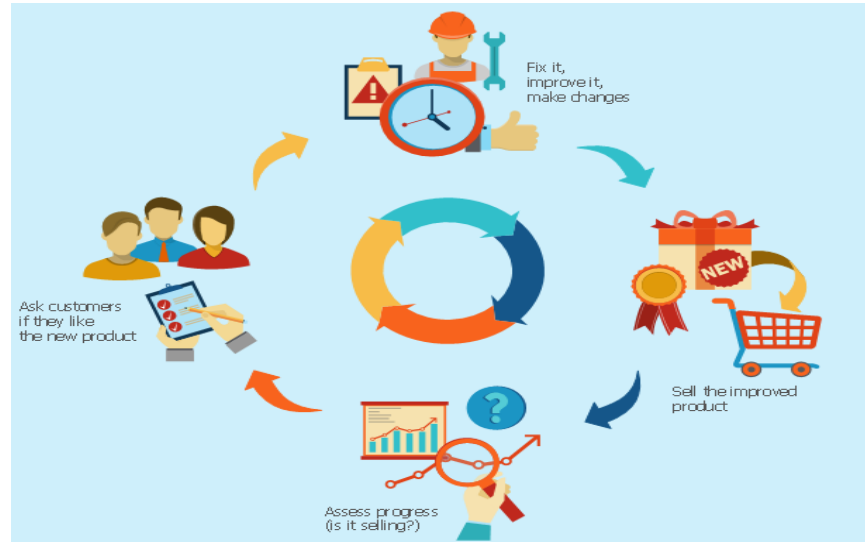 Fix it,
improve it,
make changes
NEW
Sell the improved
product
?
Assess progress
(is it selling?)
Ask customers
if they like
the new product